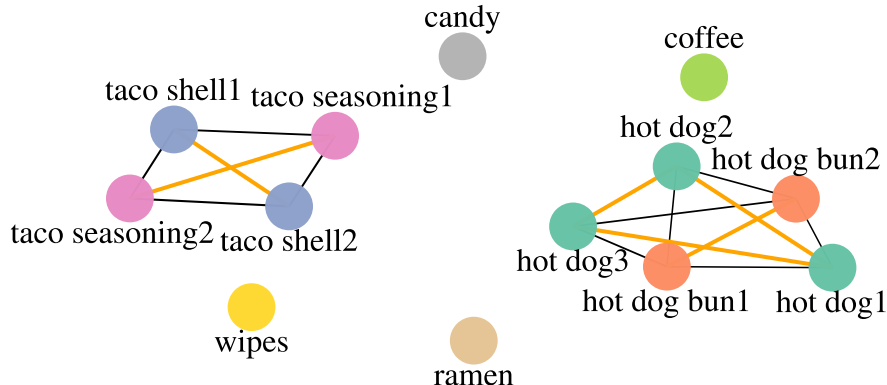 candy
coffee
taco shell1
taco seasoning1
hot dog2
hot dog bun2
taco seasoning2
taco shell2
hot dog3
hot dog bun1
hot dog1
wipes
ramen